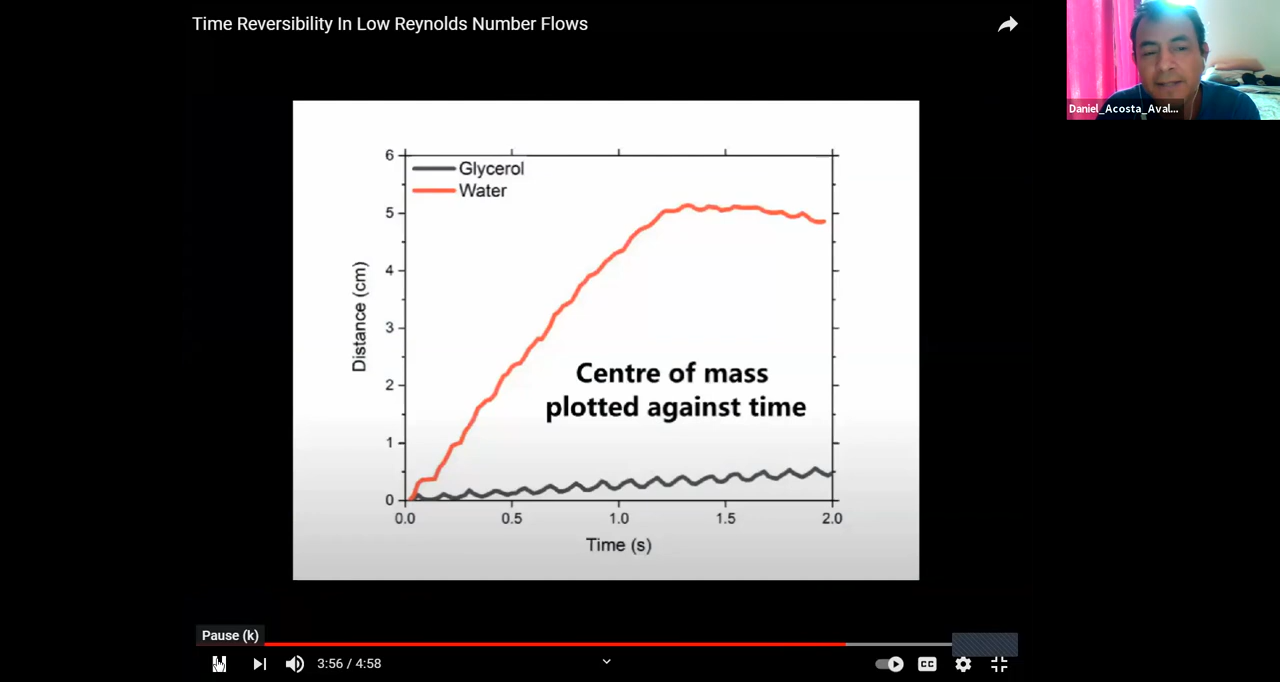 Time Reversibility In Low Reynolds Number Flows
Daniel_Acosta_Aval...
6
Glycerol
Water
5
4
3
2
1
0
Distance (cm)
Centre of mass
plotted against time
0.0 0.5 1.0 1.5 2.0
Time (s)
Pause (k)
3:56 / 4:58
CC